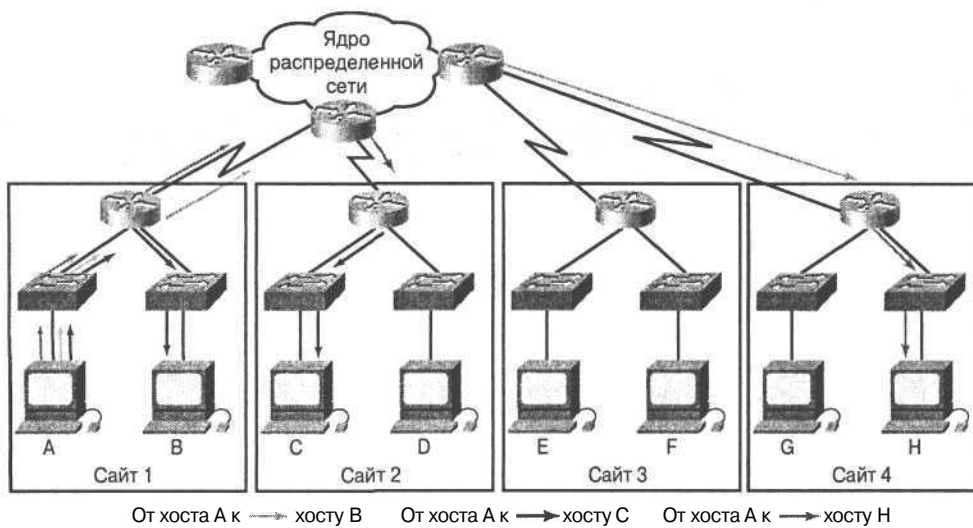 Ядро
распределенной
сети
A
B
C
D
E
F
G
H
Сайт 1
Сайт 2
Сайт 3
Сайт 4
От хоста А к хосту В От хоста А к хосту С От хоста А к хосту Н